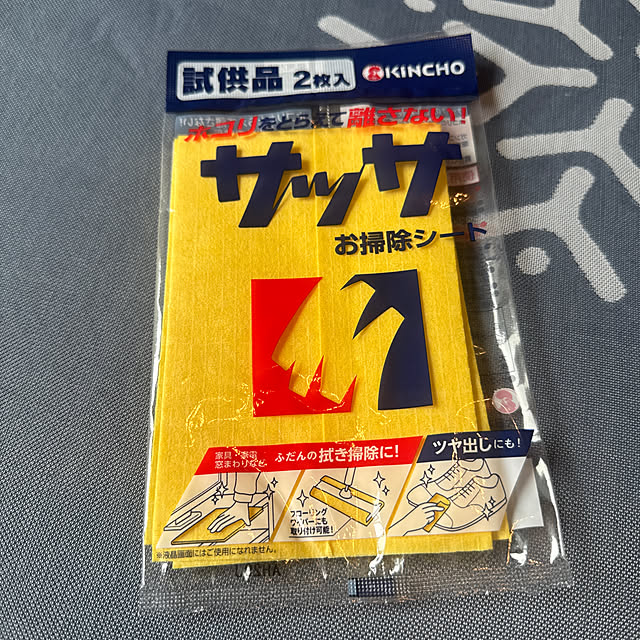 試供品 2枚入 KINCHO
ホコリをとらえて離さない!
サッサ
お掃除シート
家具・家電
窓まわりなど
ふだんの拭き掃除に!
ツヤ出しにも!
フローリング
ワイパーにも
取り付け可能!
※液晶画面にはご使用になれません。